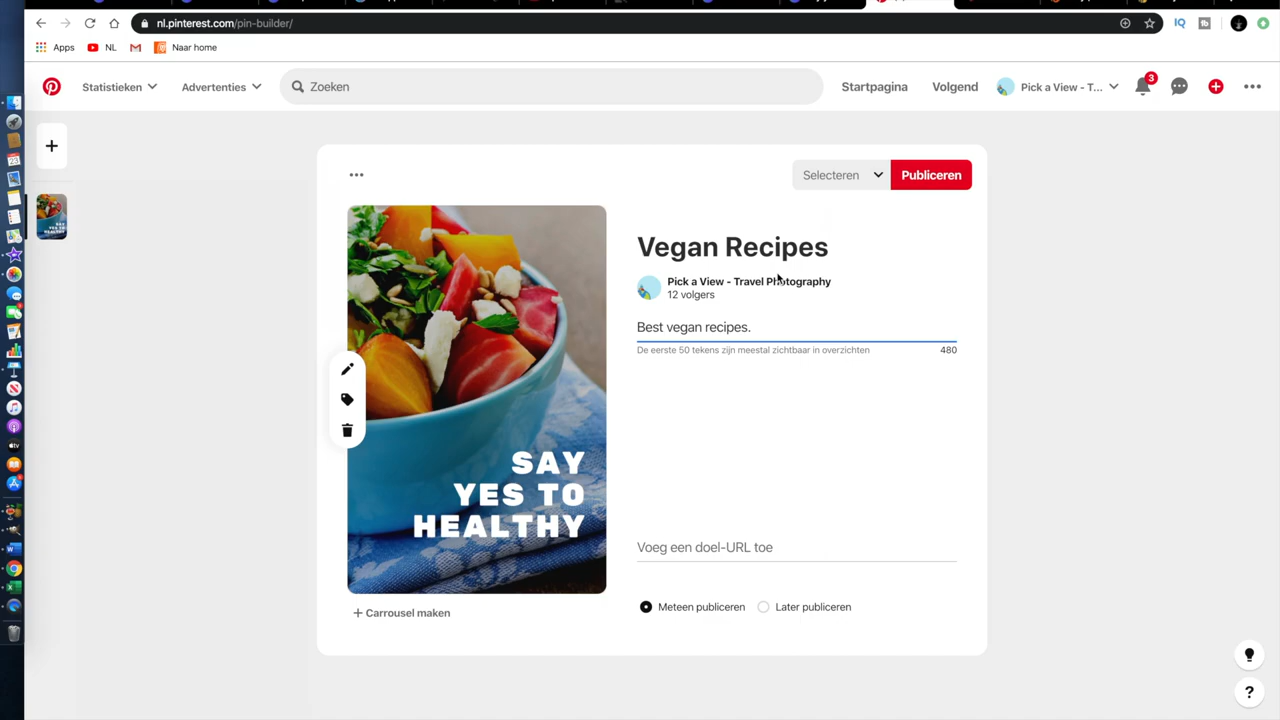 nl.pinterest.com/pin-builder/
Apps NL Naar home
Statistieken Advertenties Zoeken Startpagina Volgend Pick a View - T... 3
Selecteren Publiceren
Vegan Recipes
Pick a View - Travel Photography
12 volgers
Best vegan recipes.
De eerste 50 tekens zijn meestal zichtbaar in overzichten 480
SAY
YES TO
HEALTHY
Voeg een doel-URL toe
Meteen publiceren Later publiceren
Carrousel maken